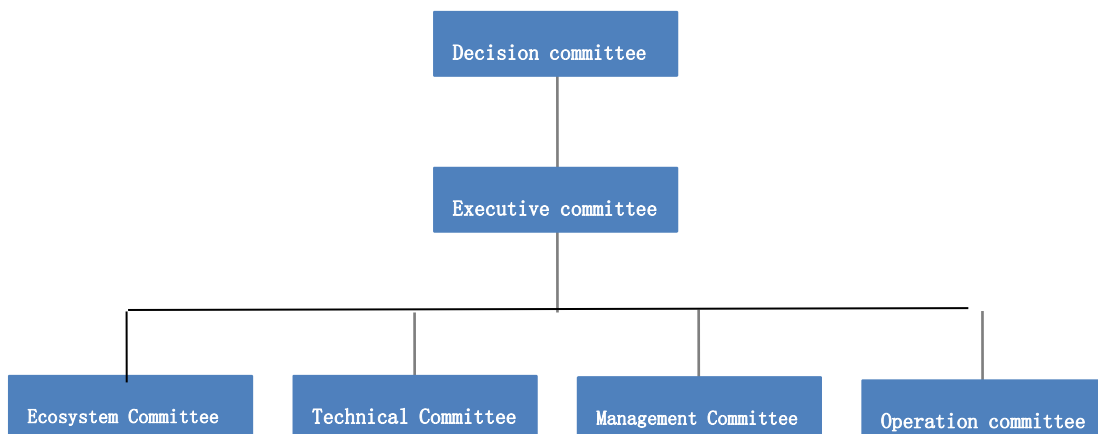 Decision committee
Executive committee
Ecosystem Committee
Technical Committee
Management Committee
Operation committee